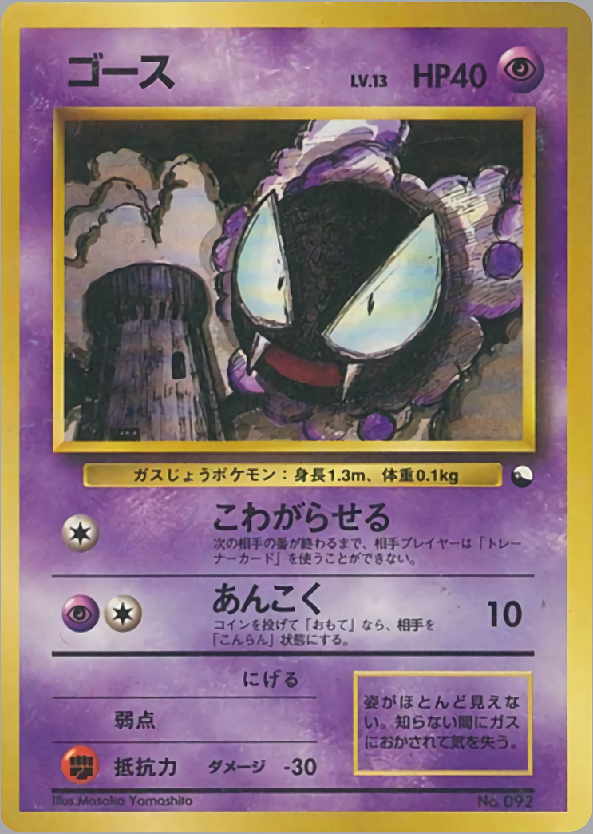 ゴース LV.13 HP40
ガスじょうポケモン：身長1.3m、体重0.1kg
こわがらせる
次の相手の番が終わるまで、相手プレイヤーは「トレー
ナーカード」を使うことができない。
あんこく 10
コインを投げて「おもて」なら、相手を
「こんらん」状態にする。
にげる
弱点
抵抗力 ダメージ -30
姿がほとんど見えな
い。知らない間にガス
におかされて気を失う。
Illus.Masako Yamashita
No.092